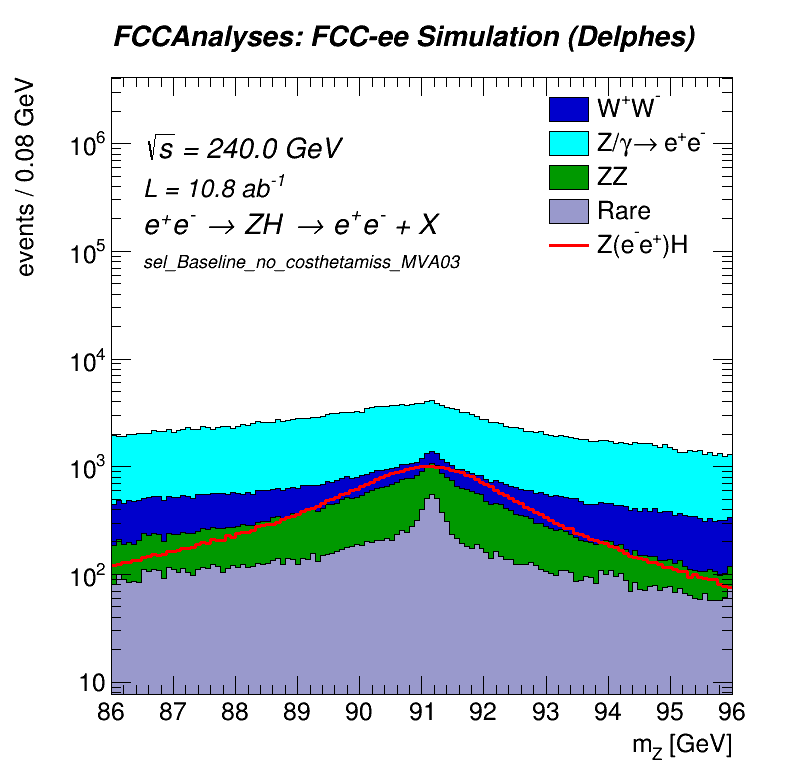 FCCAnalyses: FCC-ee Simulation (Delphes)
events / 0.08 GeV
√s = 240.0 GeV
L = 10.8 ab⁻¹
e⁺e⁻ → ZH → e⁺e⁻ + X
sel_Baseline_no_costhetamiss_MVA03
W⁺W⁻
Z/γ→ e⁺e⁻
ZZ
Rare
Z(e⁻e⁺)H
10⁶
10⁵
10⁴
10³
10²
10
86 87 88 89 90 91 92 93 94 95 96
m_Z [GeV]